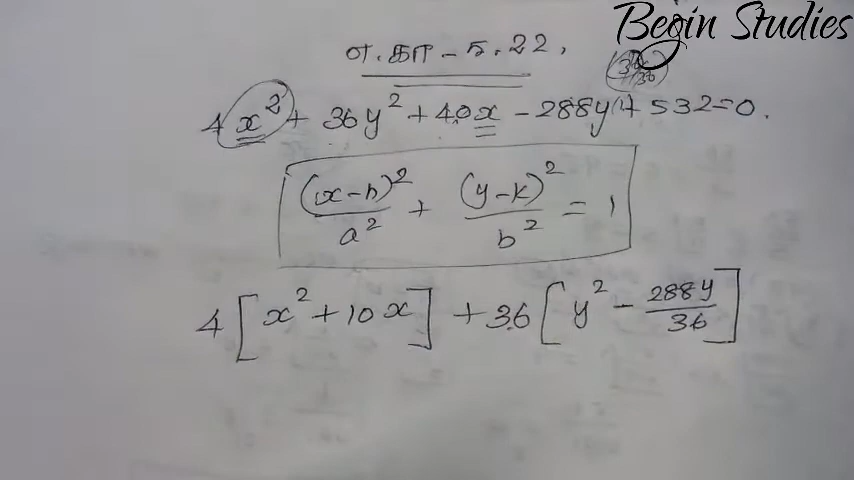 Begin Studies
எ.கா - 5.22,
4x² + 36y² + 40x - 288y + 532 = 0.
(x-h)²/a² + (y-k)²/b² = 1
4[x² + 10x] + 36[y² - 288y/36]